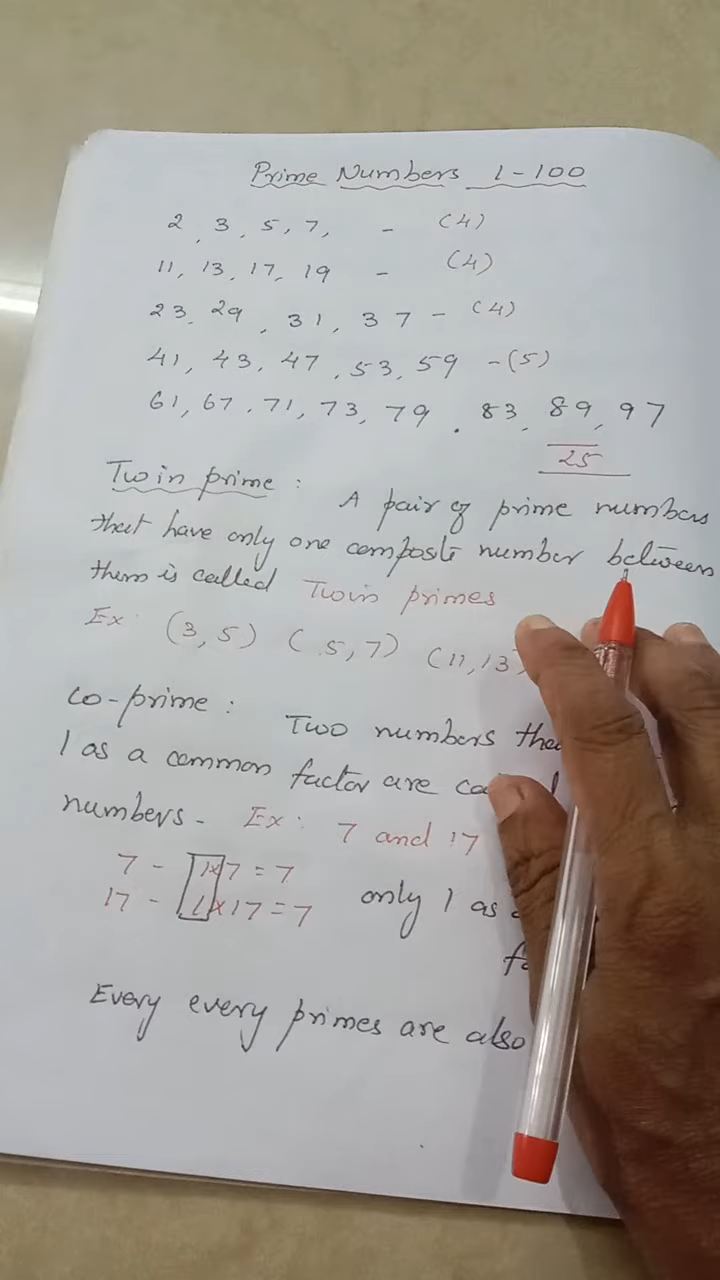 Prime Numbers 1-100
2, 3, 5, 7, - (4)
11, 13, 17, 19 - (4)
23, 29, 31, 37 - (4)
41, 43, 47, 53, 59 - (5)
61, 67, 71, 73, 79, 83, 89, 97
25
Twin prime: A pair of prime numbers
that have only one composite number between
them is called Twin primes
Ex: (3,5) (5,7) (11,13
Co-prime: Two numbers
1 as a common factor are
numbers. Ex: 7 and 17
7 - 1x7 = 7
17 - 1x17 = 7 only 1 as
Every every primes are also